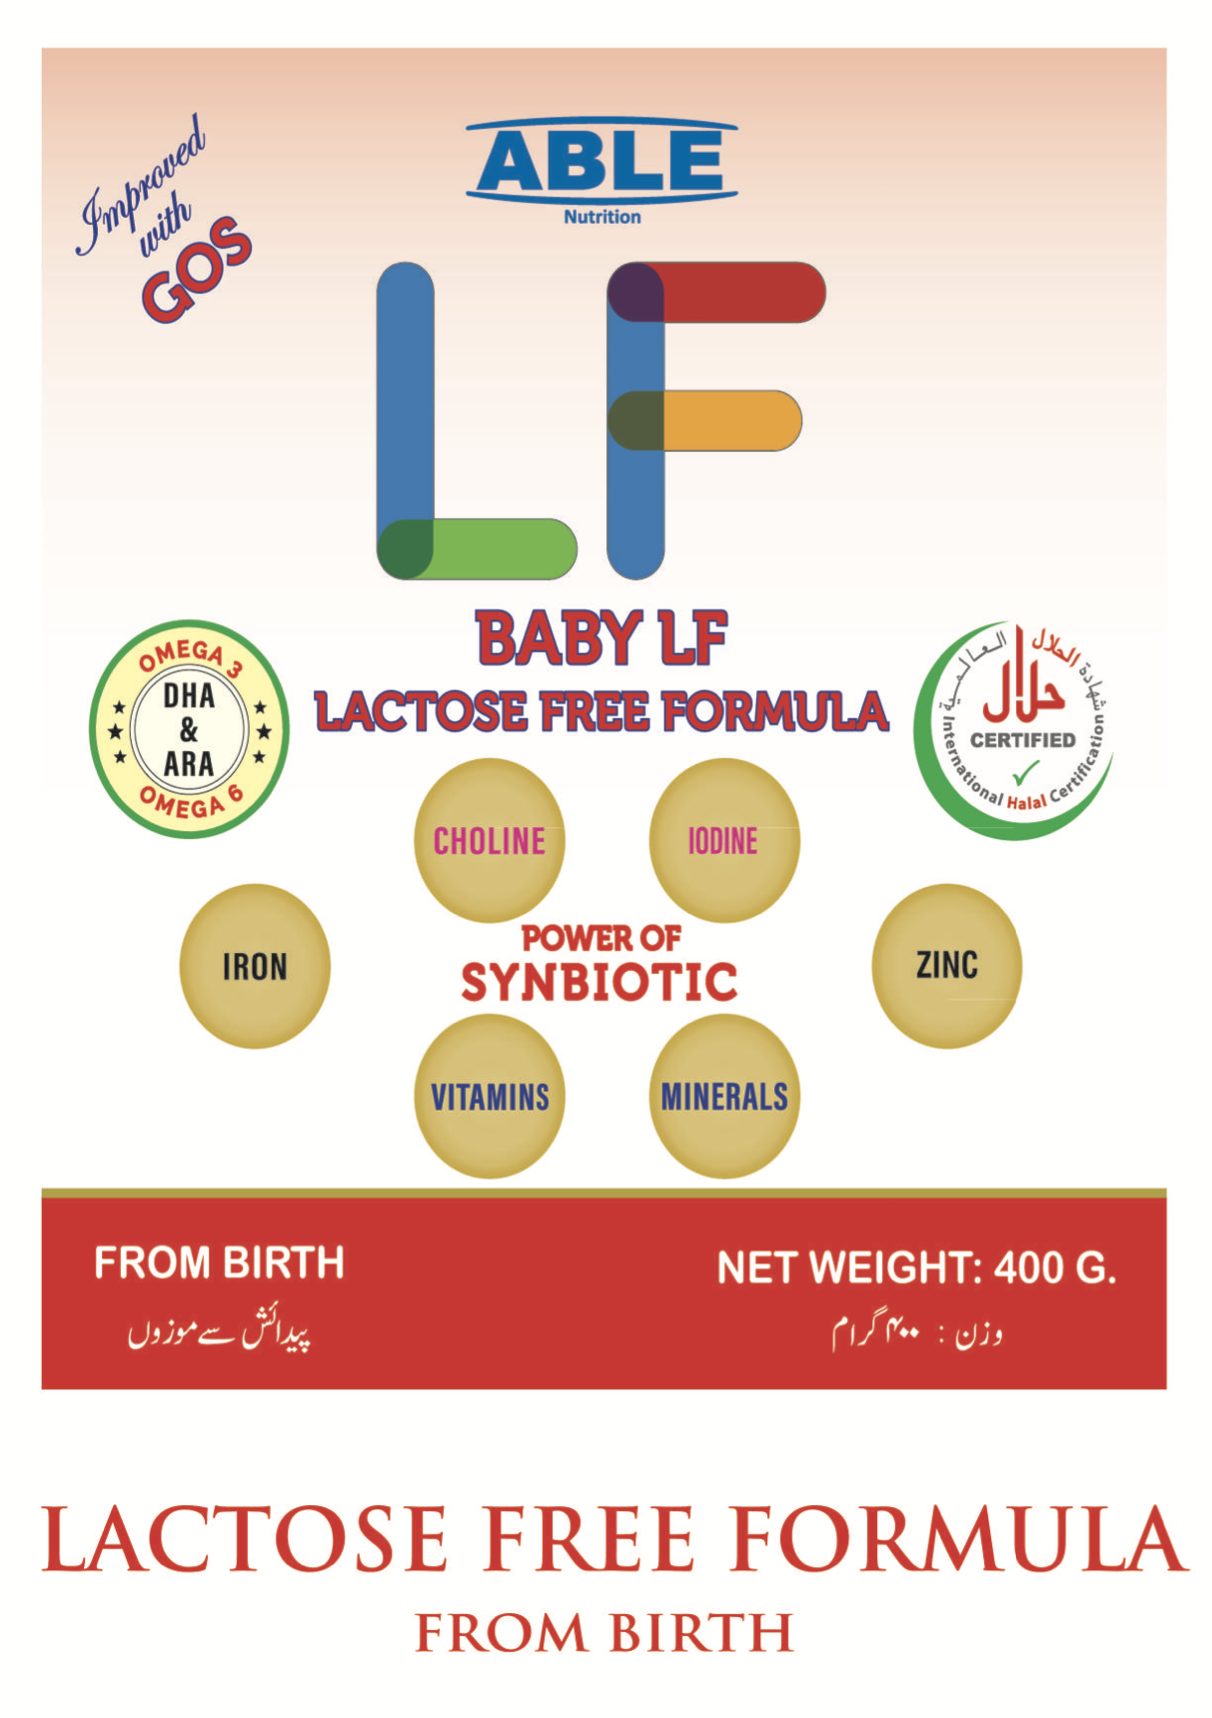 Improved
with
GOS
ABLE
Nutrition
LF
BABY LF
LACTOSE FREE FORMULA
OMEGA 3
DHA
&
ARA
OMEGA 6
شهادة الحلال العالمية
حلال
CERTIFIED
International Halal Certification
CHOLINE
IODINE
IRON
POWER OF
SYNBIOTIC
ZINC
VITAMINS
MINERALS
FROM BIRTH
پیدائش سے موزوں
NET WEIGHT: 400 G.
وزن : ۴۰۰ گرام
LACTOSE FREE FORMULA
FROM BIRTH